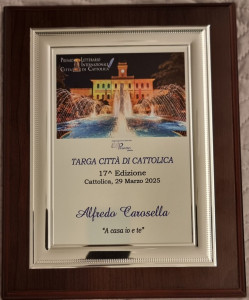 Premio Letterario
Internazionale
Città di Cattolica
TARGA CITTÀ DI CATTOLICA
17^ Edizione
Cattolica, 29 Marzo 2025
Alfredo Carosella
"A casa io e te"